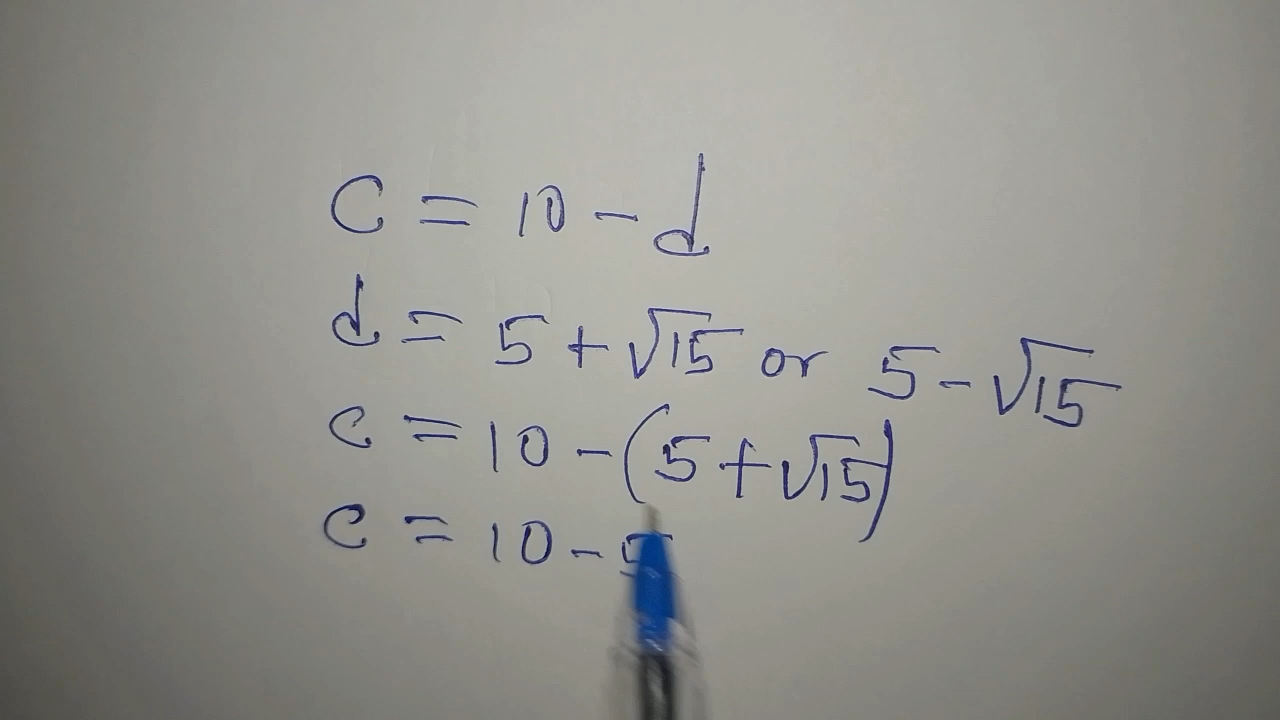 C = 10 - d
d = 5 + √15 or 5 - √15
c = 10 - (5 + √15)
c = 10 - 5